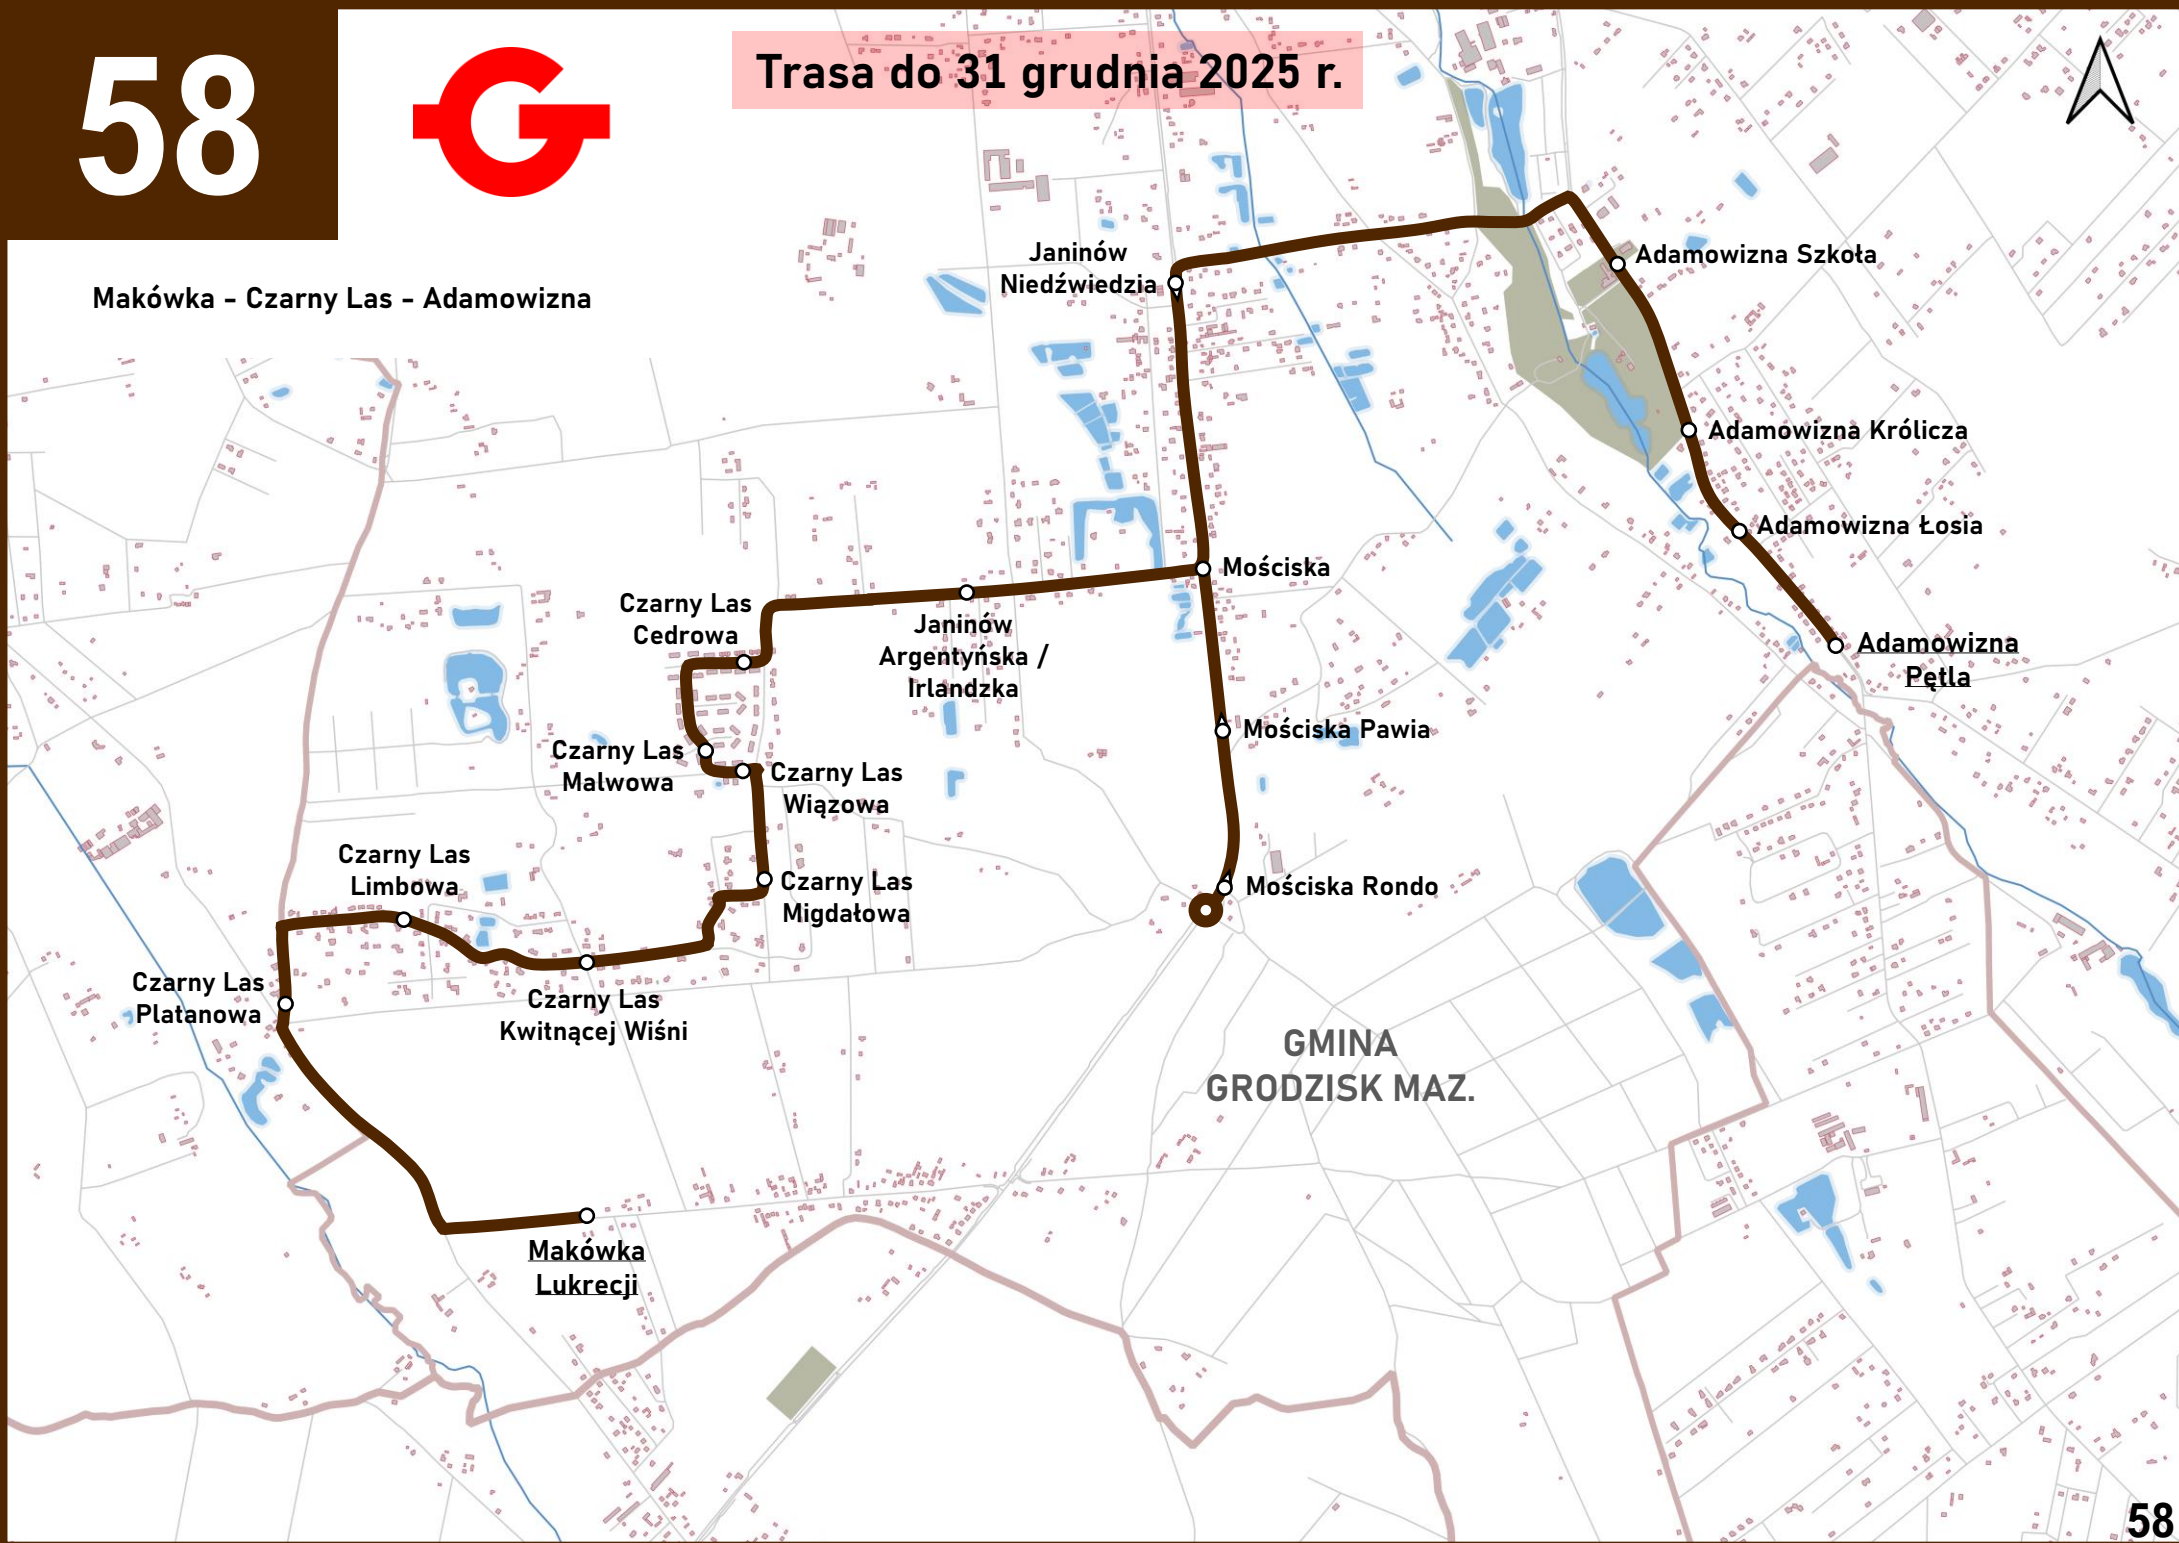 58
G
Trasa do 31 grudnia 2025 r.
Makówka - Czarny Las - Adamowizna
Janinów
Niedźwiedzia
Adamowizna Szkoła
Adamowizna Królicza
Adamowizna Łosia
Adamowizna
Pętla
Mościska
Czarny Las
Cedrowa
Janinów
Argentyńska /
Irlandzka
Mościska Pawia
Czarny Las
Malwowa
Czarny Las
Wiązowa
Czarny Las
Limbowa
Czarny Las
Migdałowa
Mościska Rondo
Czarny Las
Platanowa
Czarny Las
Kwitnącej Wiśni
GMINA
GRODZISK MAZ.
Makówka
Lukrecji
58